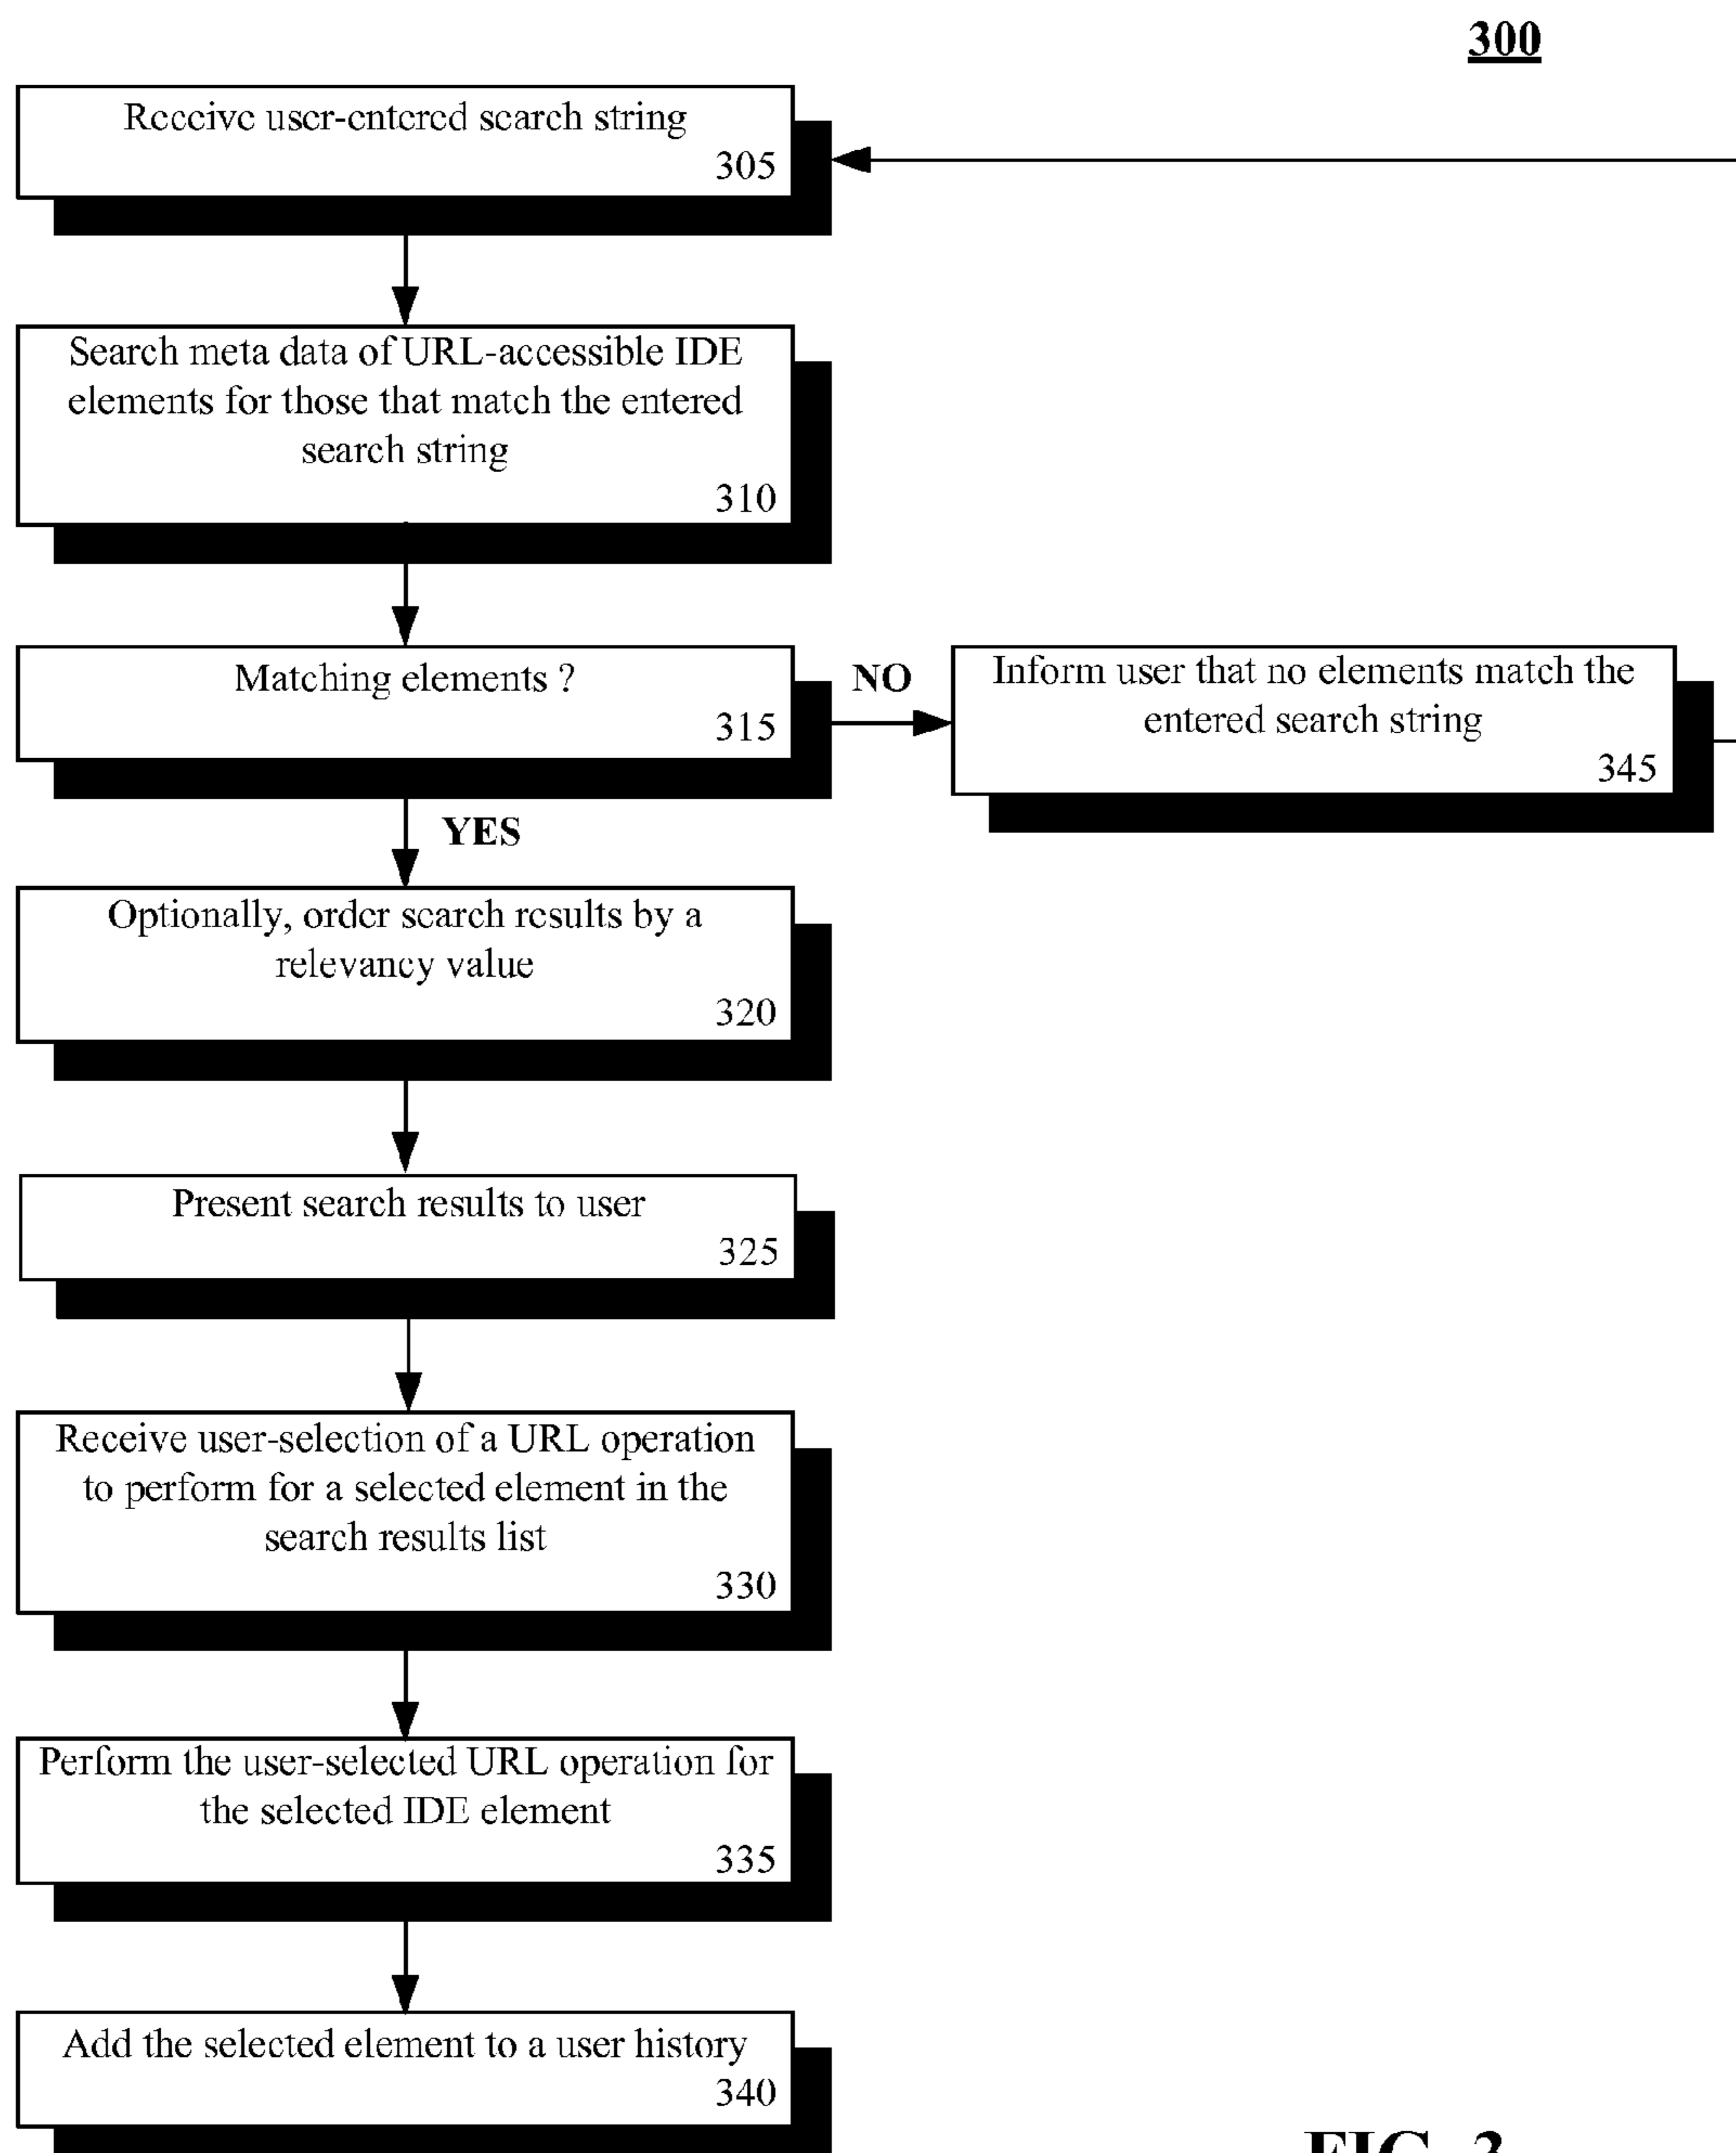 300
Receive user-entered search string
305
Search meta data of URL-accessible IDE
elements for those that match the entered
search string
310
Matching elements ?
315
NO
Inform user that no elements match the
entered search string
345
YES
Optionally, order search results by a
relevancy value
320
Present search results to user
325
Receive user-selection of a URL operation
to perform for a selected element in the
search results list
330
Perform the user-selected URL operation for
the selected IDE element
335
Add the selected element to a user history
340
FIG. 3